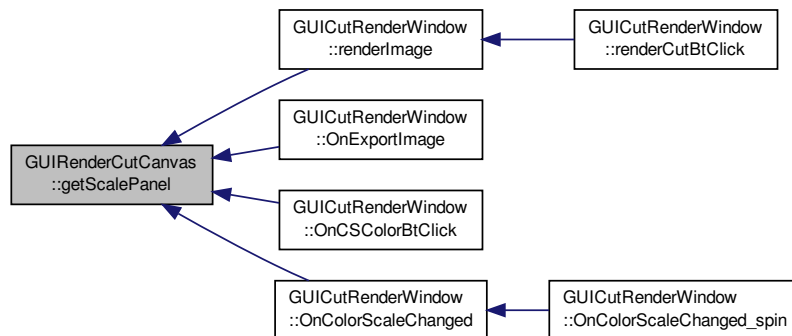 GUIRenderCutCanvas
::getScalePanel
GUICutRenderWindow
::renderImage
GUICutRenderWindow
::renderCutBtClick
GUICutRenderWindow
::OnExportImage
GUICutRenderWindow
::OnCSColorBtClick
GUICutRenderWindow
::OnColorScaleChanged
GUICutRenderWindow
::OnColorScaleChanged_spin